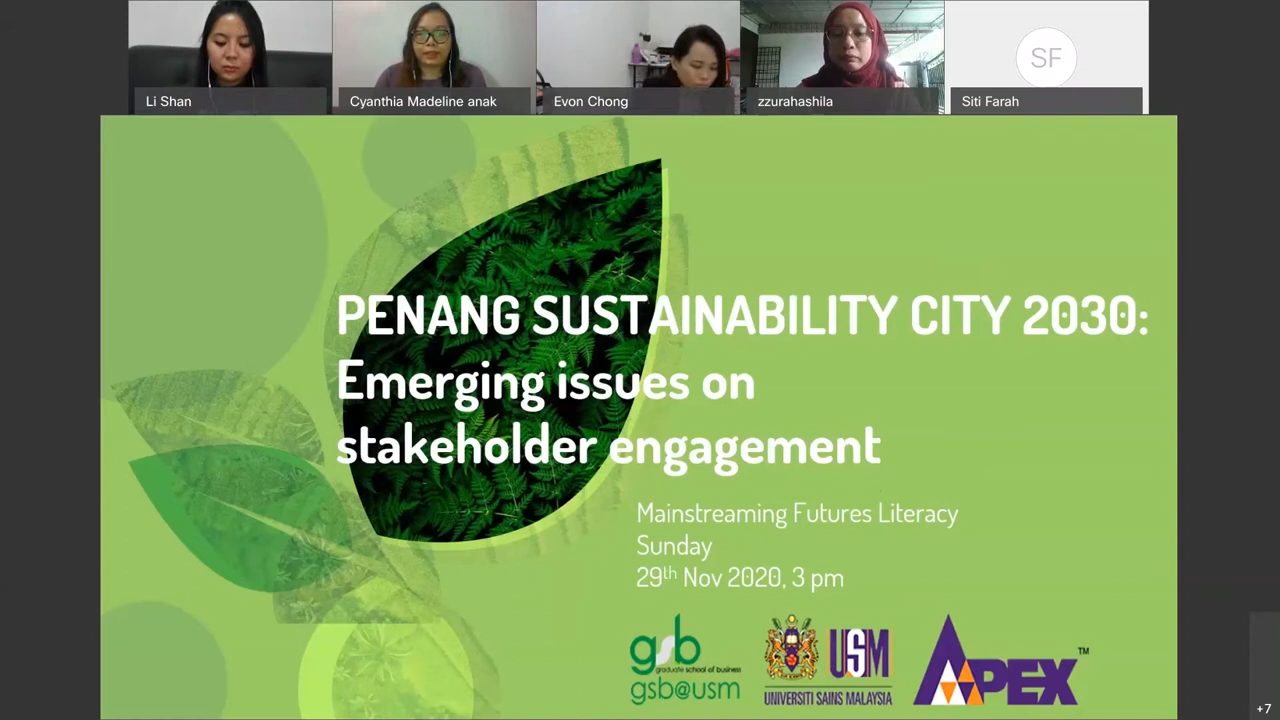 Li Shan
Cyanthia Madeline anak
Evon Chong
zzurahashila
SF
Siti Farah
PENANG SUSTAINABILITY CITY 2030:
Emerging issues on
stakeholder engagement
Mainstreaming Futures Literacy
Sunday
29th Nov 2020, 3 pm
gsb
graduate school of business
gsb@usm
USM
UNIVERSITI SAINS MALAYSIA
APEX™
+7